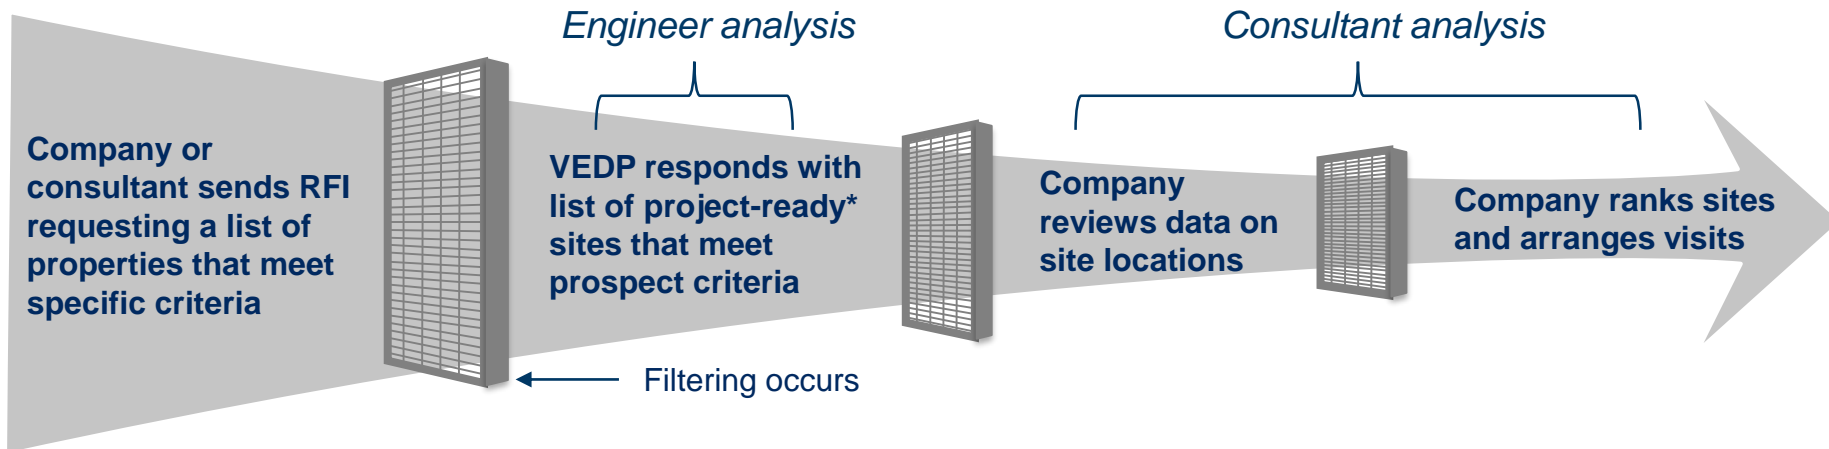 Engineer analysis
Consultant analysis
Company or
consultant sends RFI
requesting a list of
properties that meet
specific criteria
VEDP responds with
list of project-ready*
sites that meet
prospect criteria
Company
reviews data on
site locations
Company ranks sites
and arranges visits
Filtering occurs